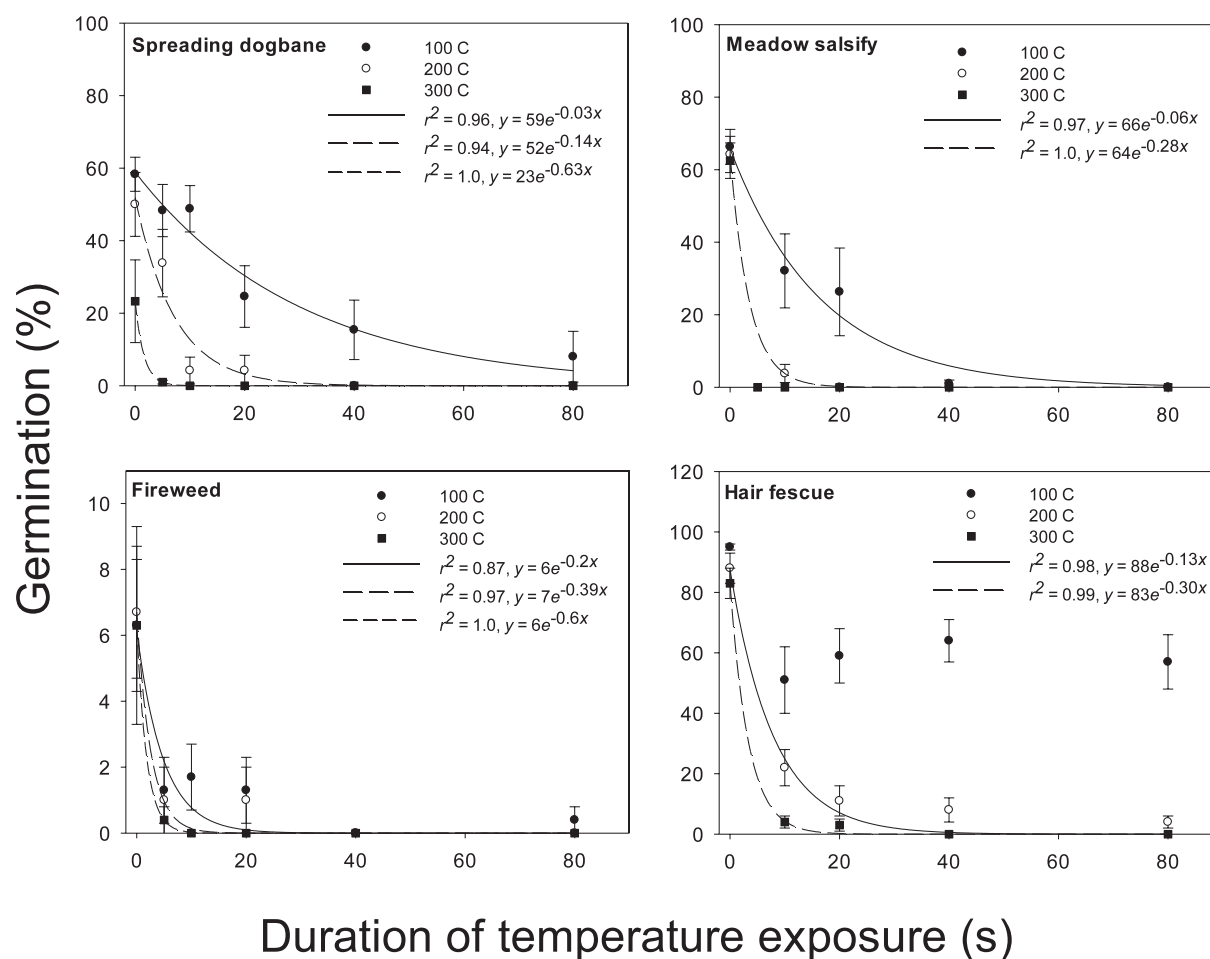 Germination (%)
Spreading dogbane
100 C
200 C
300 C
r² = 0.96, y = 59e^-0.03x
r² = 0.94, y = 52e^-0.14x
r² = 1.0, y = 23e^-0.63x
100
80
60
40
20
0
0 20 40 60 80
Meadow salsify
100 C
200 C
300 C
r² = 0.97, y = 66e^-0.06x
r² = 1.0, y = 64e^-0.28x
100
80
60
40
20
0
0 20 40 60 80
Fireweed
100 C
200 C
300 C
r² = 0.87, y = 6e^-0.2x
r² = 0.97, y = 7e^-0.39x
r² = 1.0, y = 6e^-0.6x
10
8
6
4
2
0
0 20 40 60 80
Hair fescue
100 C
200 C
300 C
r² = 0.98, y = 88e^-0.13x
r² = 0.99, y = 83e^-0.30x
120
100
80
60
40
20
0
0 20 40 60 80
Duration of temperature exposure (s)